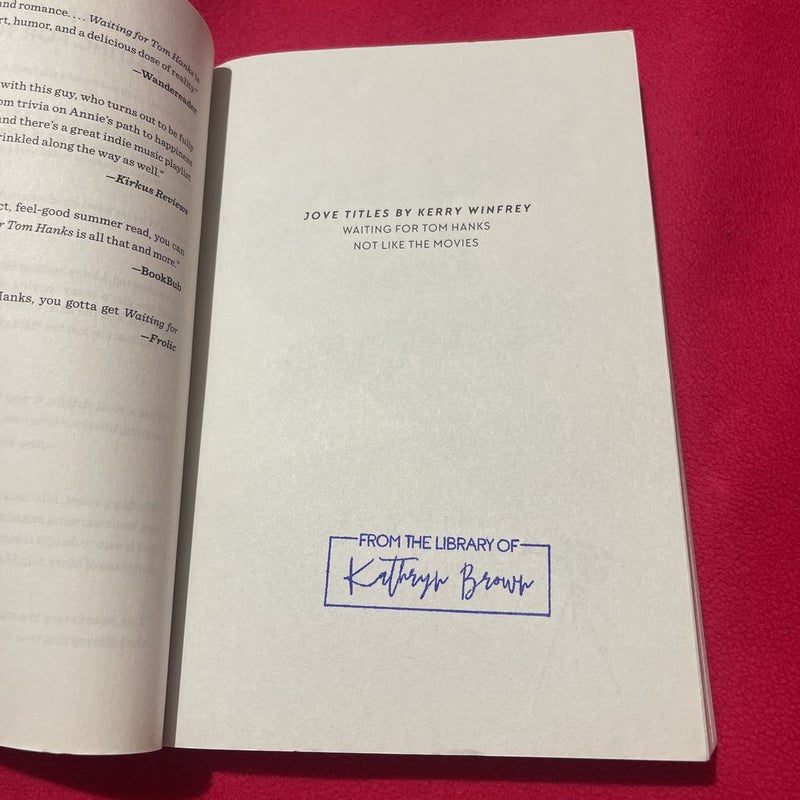 and romance. . . . Waiting for Tom Hanks is
rt, humor, and a delicious dose of reality."
—Wandereader
with this guy, who turns out to be fully
om trivia on Annie's path to happiness
and there's a great indie music playlist
rinkled along the way as well."
—Kirkus Reviews
ct, feel-good summer read, you can
r Tom Hanks is all that and more."
—BookBub
Hanks, you gotta get Waiting for
—Frolic
JOVE TITLES BY KERRY WINFREY
WAITING FOR TOM HANKS
NOT LIKE THE MOVIES
FROM THE LIBRARY OF
Kathryn Brown